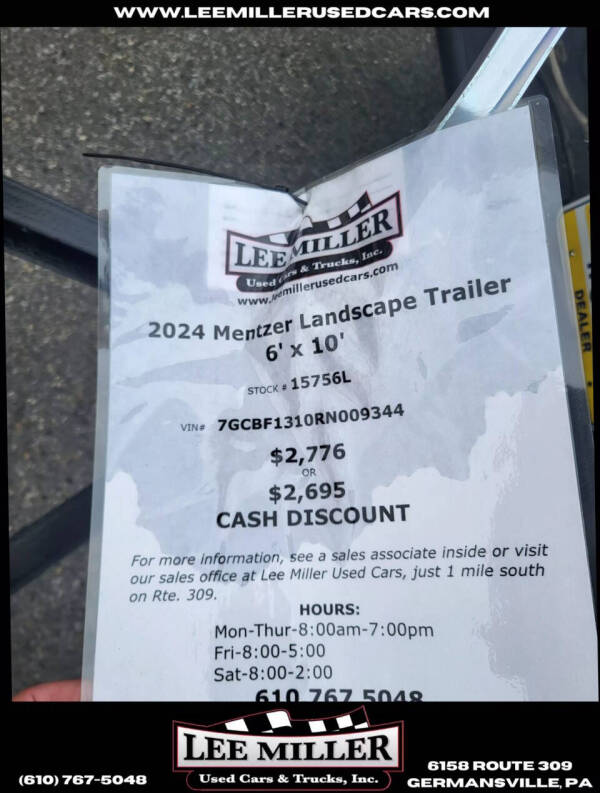 WWW.LEEMILLERUSEDCARS.COM
LEE MILLER
Used Cars & Trucks, Inc.
www.leemillerusedcars.com
2024 Mentzer Landscape Trailer
6' x 10'
STOCK # 15756L
VIN# 7GCBF1310RN009344
$2,776
OR
$2,695
CASH DISCOUNT
For more information, see a sales associate inside or visit
our sales office at Lee Miller Used Cars, just 1 mile south
on Rte. 309.
HOURS:
Mon-Thur-8:00am-7:00pm
Fri-8:00-5:00
Sat-8:00-2:00
610 767 5048
DEALER
(610) 767-5048
LEE MILLER
Used Cars & Trucks, Inc.
6158 ROUTE 309
GERMANSVILLE, PA